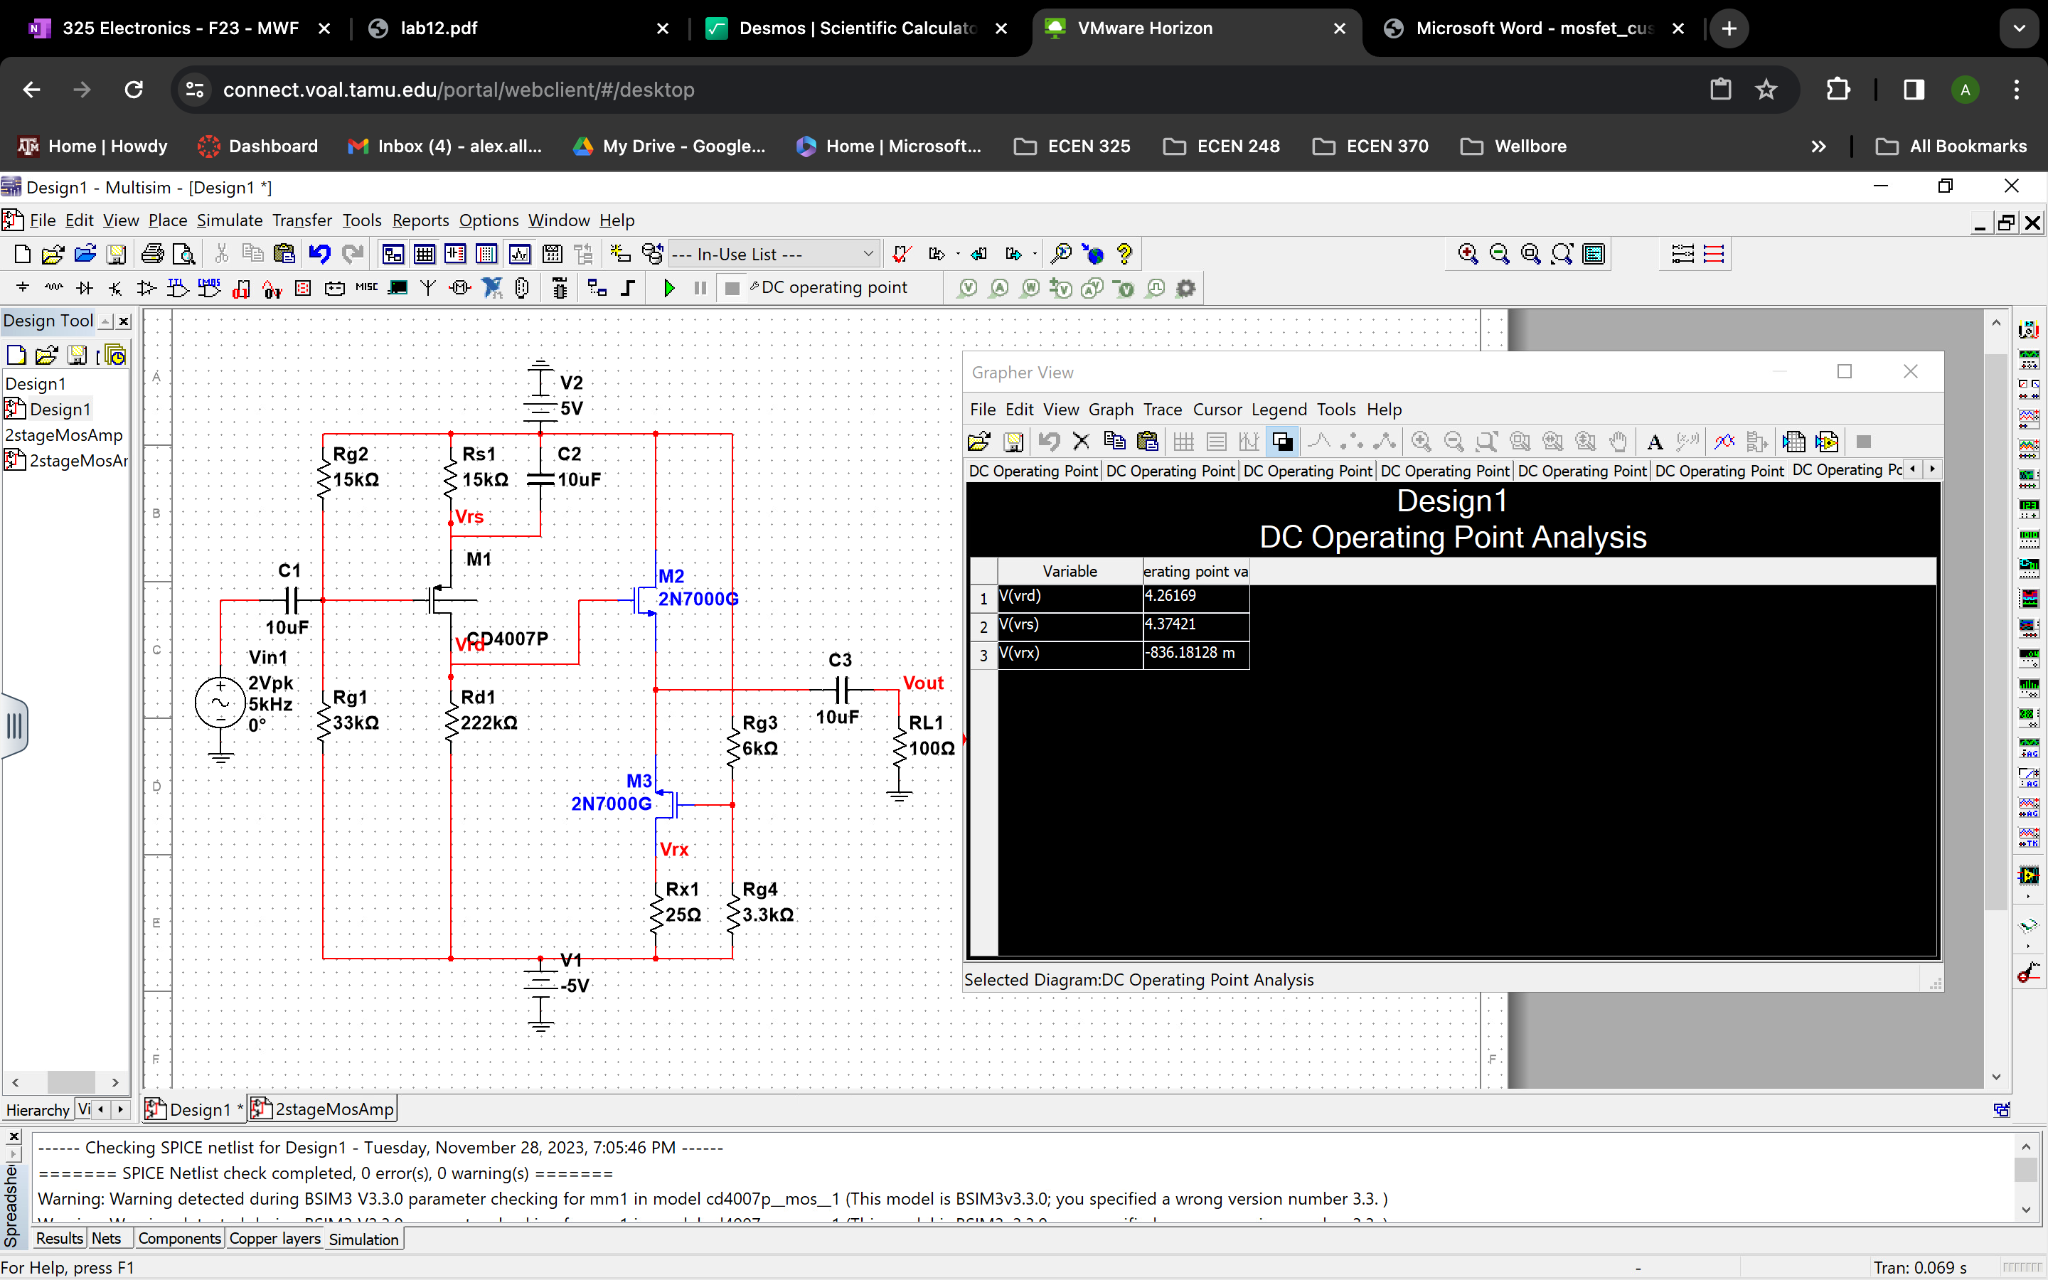 325 Electronics - F23 - MWF
lab12.pdf
Desmos | Scientific Calculato
VMware Horizon
Microsoft Word - mosfet_cus
connect.voal.tamu.edu/portal/webclient/#/desktop
A
Home | Howdy
Dashboard
Inbox (4) - alex.all...
My Drive - Google...
Home | Microsoft...
ECEN 325
ECEN 248
ECEN 370
Wellbore
All Bookmarks
Design1 - Multisim - [Design1 *]
File Edit View Place Simulate Transfer Tools Reports Options Window Help
--- In-Use List ---
MISC
DC operating point
Design Tool
Design1
Design1
2stageMosAmp
2stageMosAr
A
B
C
D
E
F
V2
5V
Rg2
15kΩ
Rs1
15kΩ
C2
10uF
Vrs
M1
C1
10uF
M2
2N7000G
CD4007P
Vrd
Vin1
2Vpk
5kHz
0°
Rg1
33kΩ
Rd1
222kΩ
C3
10uF
Vout
Rg3
6kΩ
RL1
100Ω
M3
2N7000G
Vrx
Rx1
25Ω
Rg4
3.3kΩ
V1
-5V
F
Grapher View
File Edit View Graph Trace Cursor Legend Tools Help
DC Operating Point DC Operating Point DC Operating Point DC Operating Point DC Operating Point DC Operating Point DC Operating Pc
Design1
DC Operating Point Analysis
Variable erating point va
1 V(vrd) 4.26169
2 V(vrs) 4.37421
3 V(vrx) -836.18128 m
Selected Diagram:DC Operating Point Analysis
Hierarchy Vi
Design1 *
2stageMosAmp
------ Checking SPICE netlist for Design1 - Tuesday, November 28, 2023, 7:05:46 PM ------
======= SPICE Netlist check completed, 0 error(s), 0 warning(s) =======
Warning: Warning detected during BSIM3 V3.3.0 parameter checking for mm1 in model cd4007p__mos__1 (This model is BSIM3v3.3.0; you specified a wrong version number 3.3. )
Spreadshee
Results Nets Components Copper layers Simulation
For Help, press F1
-
Tran: 0.069 s